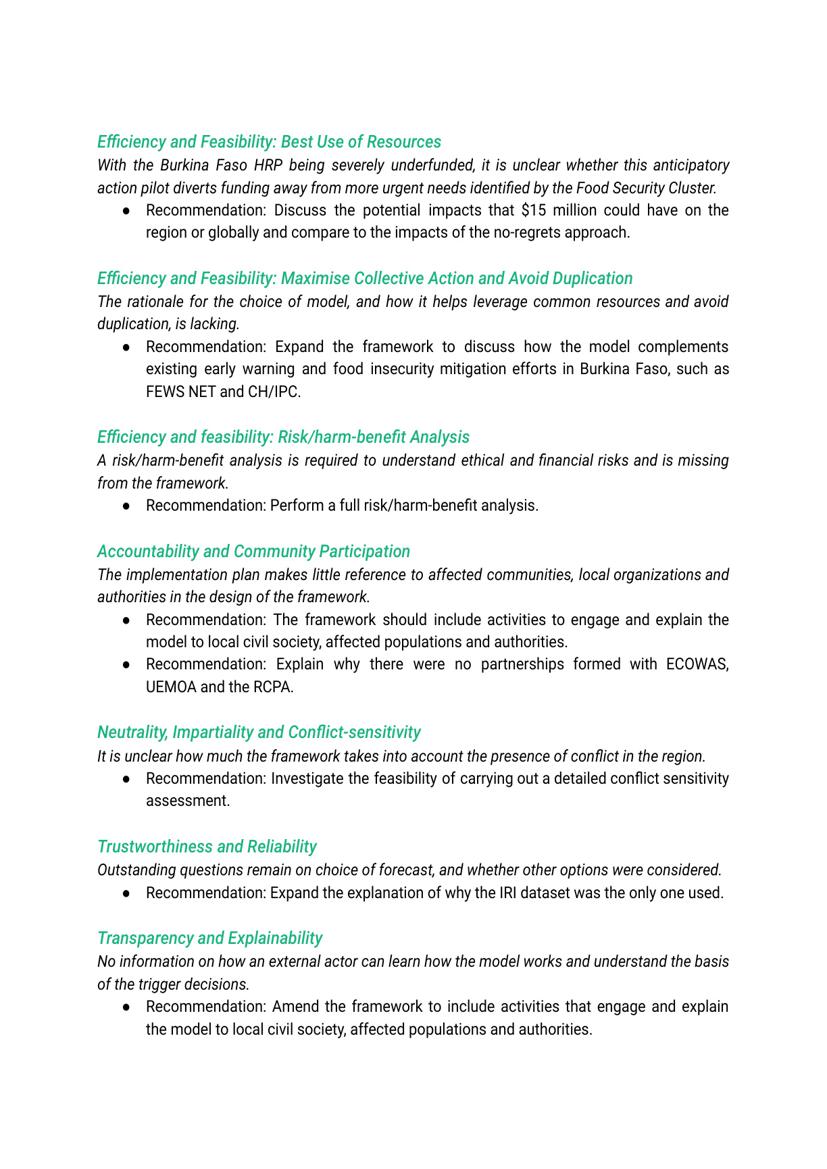 Efficiency and Feasibility: Best Use of Resources
With the Burkina Faso HRP being severely underfunded, it is unclear whether this anticipatory
action pilot diverts funding away from more urgent needs identified by the Food Security Cluster.
● Recommendation: Discuss the potential impacts that $15 million could have on the
region or globally and compare to the impacts of the no-regrets approach.
Efficiency and Feasibility: Maximise Collective Action and Avoid Duplication
The rationale for the choice of model, and how it helps leverage common resources and avoid
duplication, is lacking.
● Recommendation: Expand the framework to discuss how the model complements
existing early warning and food insecurity mitigation efforts in Burkina Faso, such as
FEWS NET and CH/IPC.
Efficiency and feasibility: Risk/harm-benefit Analysis
A risk/harm-benefit analysis is required to understand ethical and financial risks and is missing
from the framework.
● Recommendation: Perform a full risk/harm-benefit analysis.
Accountability and Community Participation
The implementation plan makes little reference to affected communities, local organizations and
authorities in the design of the framework.
● Recommendation: The framework should include activities to engage and explain the
model to local civil society, affected populations and authorities.
● Recommendation: Explain why there were no partnerships formed with ECOWAS,
UEMOA and the RCPA.
Neutrality, Impartiality and Conflict-sensitivity
It is unclear how much the framework takes into account the presence of conflict in the region.
● Recommendation: Investigate the feasibility of carrying out a detailed conflict sensitivity
assessment.
Trustworthiness and Reliability
Outstanding questions remain on choice of forecast, and whether other options were considered.
● Recommendation: Expand the explanation of why the IRI dataset was the only one used.
Transparency and Explainability
No information on how an external actor can learn how the model works and understand the basis
of the trigger decisions.
● Recommendation: Amend the framework to include activities that engage and explain
the model to local civil society, affected populations and authorities.